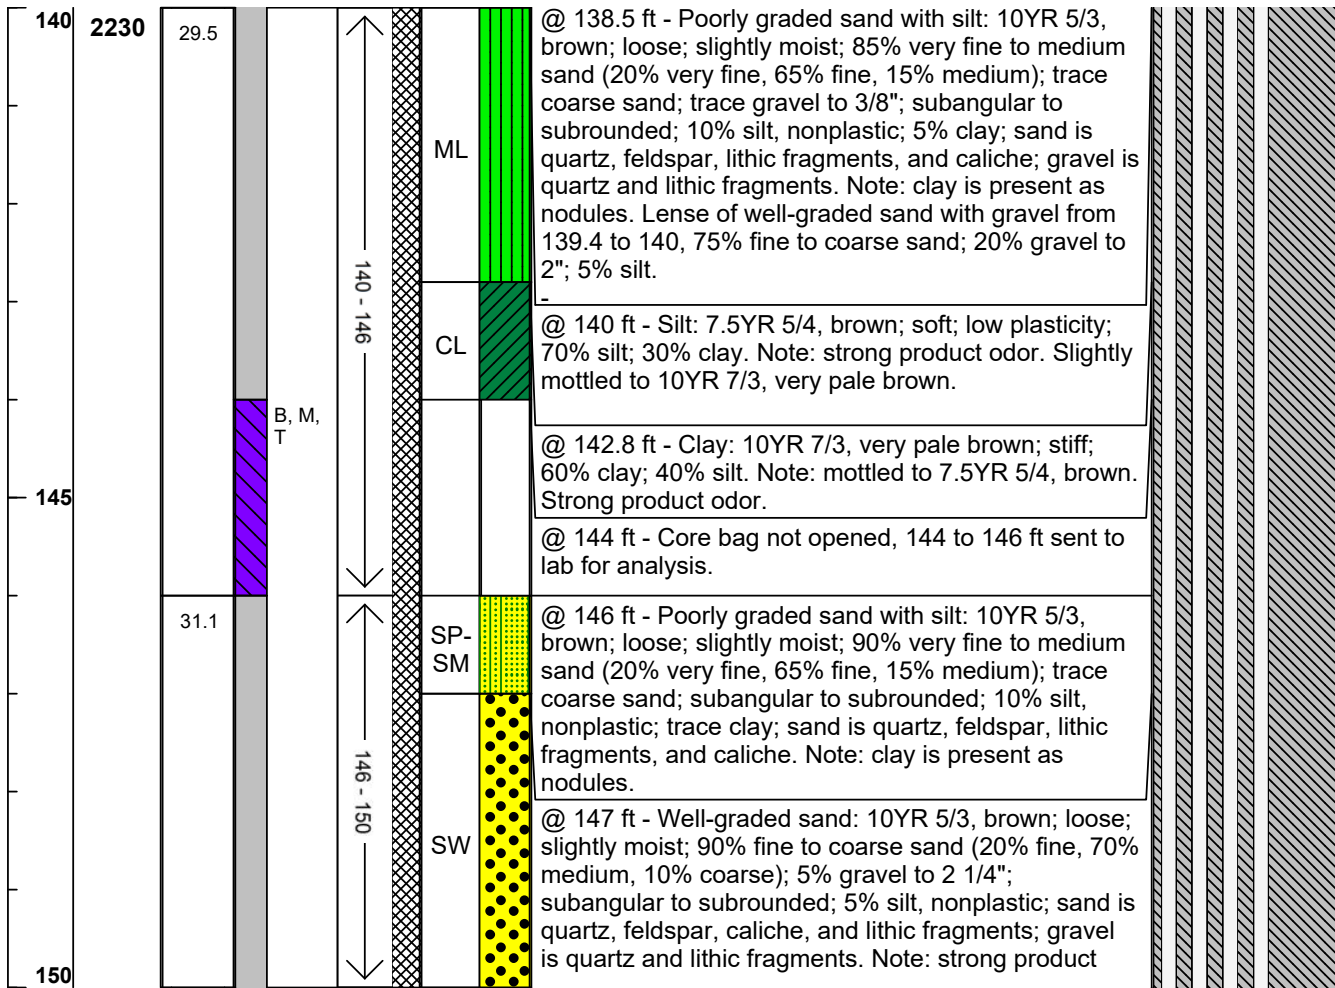 140
2230
29.5
@ 138.5 ft - Poorly graded sand with silt: 10YR 5/3,
brown; loose; slightly moist; 85% very fine to medium
sand (20% very fine, 65% fine, 15% medium); trace
coarse sand; trace gravel to 3/8"; subangular to
subrounded; 10% silt, nonplastic; 5% clay; sand is
quartz, feldspar, lithic fragments, and caliche; gravel is
quartz and lithic fragments. Note: clay is present as
nodules. Lense of well-graded sand with gravel from
139.4 to 140, 75% fine to coarse sand; 20% gravel to
2"; 5% silt.
-
ML
140 - 146
CL
@ 140 ft - Silt: 7.5YR 5/4, brown; soft; low plasticity;
70% silt; 30% clay. Note: strong product odor. Slightly
mottled to 10YR 7/3, very pale brown.
B, M,
T
@ 142.8 ft - Clay: 10YR 7/3, very pale brown; stiff;
60% clay; 40% silt. Note: mottled to 7.5YR 5/4, brown.
Strong product odor.
145
@ 144 ft - Core bag not opened, 144 to 146 ft sent to
lab for analysis.
31.1
SP-
SM
@ 146 ft - Poorly graded sand with silt: 10YR 5/3,
brown; loose; slightly moist; 90% very fine to medium
sand (20% very fine, 65% fine, 15% medium); trace
coarse sand; subangular to subrounded; 10% silt,
nonplastic; trace clay; sand is quartz, feldspar, lithic
fragments, and caliche. Note: clay is present as
nodules.
146 - 150
SW
@ 147 ft - Well-graded sand: 10YR 5/3, brown; loose;
slightly moist; 90% fine to coarse sand (20% fine, 70%
medium, 10% coarse); 5% gravel to 2 1/4";
subangular to subrounded; 5% silt, nonplastic; sand is
quartz, feldspar, caliche, and lithic fragments; gravel
is quartz and lithic fragments. Note: strong product
150